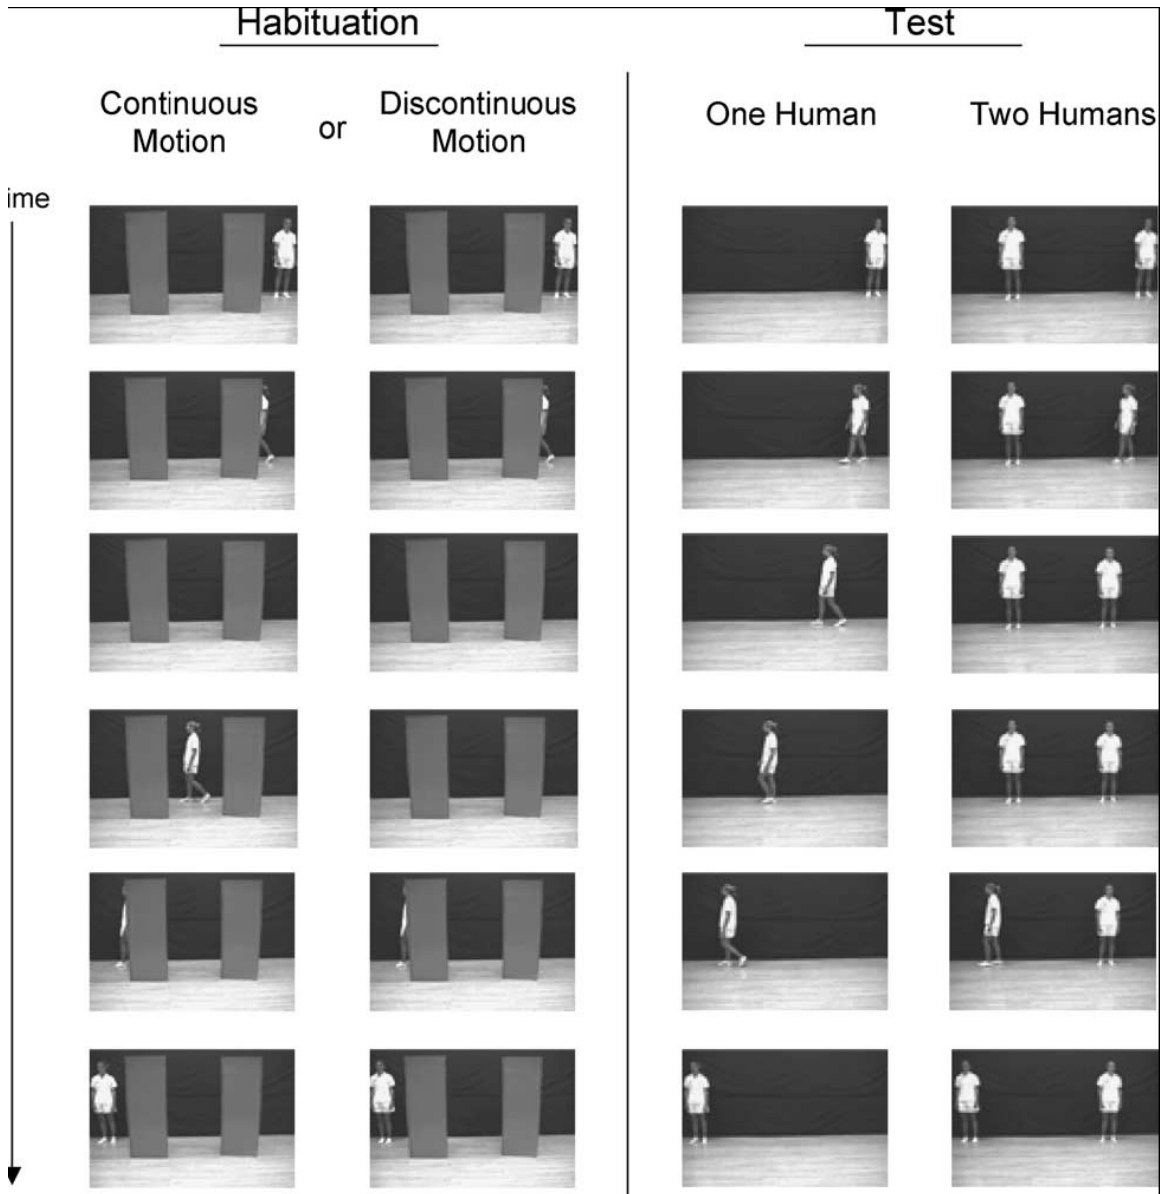 Habituation
Test
Continuous
Motion
or
Discontinuous
Motion
One Human
Two Humans
ime